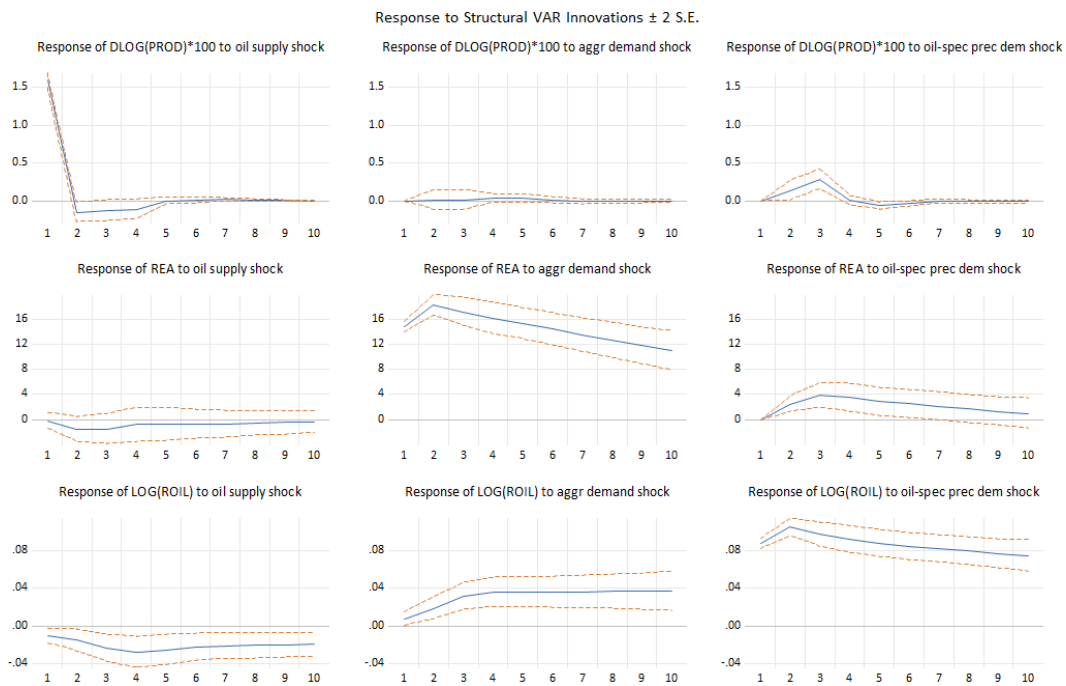 Response to Structural VAR Innovations ± 2 S.E.
Response of DLOG(PROD)*100 to oil supply shock
Response of DLOG(PROD)*100 to aggr demand shock
Response of DLOG(PROD)*100 to oil-spec prec dem shock
1.5 1.5 1.5
1.0 1.0 1.0
0.5 0.5 0.5
0.0 0.0 0.0
1 2 3 4 5 6 7 8 9 10 1 2 3 4 5 6 7 8 9 10 1 2 3 4 5 6 7 8 9 10
Response of REA to oil supply shock
Response of REA to aggr demand shock
Response of REA to oil-spec prec dem shock
16 16 16
12 12 12
8 8 8
4 4 4
0 0 0
1 2 3 4 5 6 7 8 9 10 1 2 3 4 5 6 7 8 9 10 1 2 3 4 5 6 7 8 9 10
Response of LOG(ROIL) to oil supply shock
Response of LOG(ROIL) to aggr demand shock
Response of LOG(ROIL) to oil-spec prec dem shock
.08 .08 .08
.04 .04 .04
.00 .00 .00
-.04 -.04 -.04
1 2 3 4 5 6 7 8 9 10 1 2 3 4 5 6 7 8 9 10 1 2 3 4 5 6 7 8 9 10